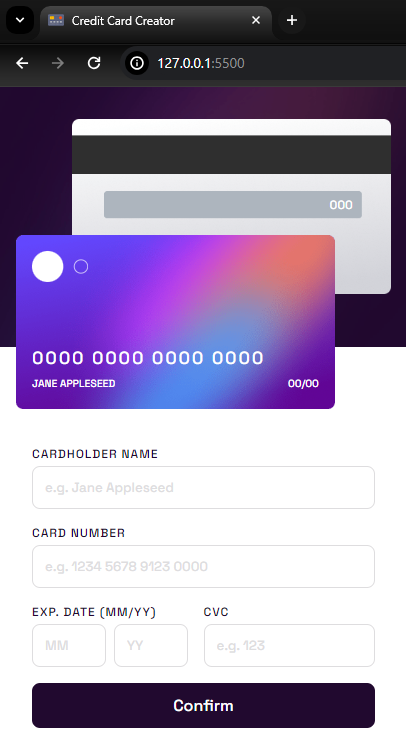 Credit Card Creator
127.0.0.1:5500
000
0000 0000 0000 0000
JANE APPLESEED 00/00
CARDHOLDER NAME
e.g. Jane Appleseed
CARD NUMBER
e.g. 1234 5678 9123 0000
EXP. DATE (MM/YY) CVC
MM YY e.g. 123
Confirm